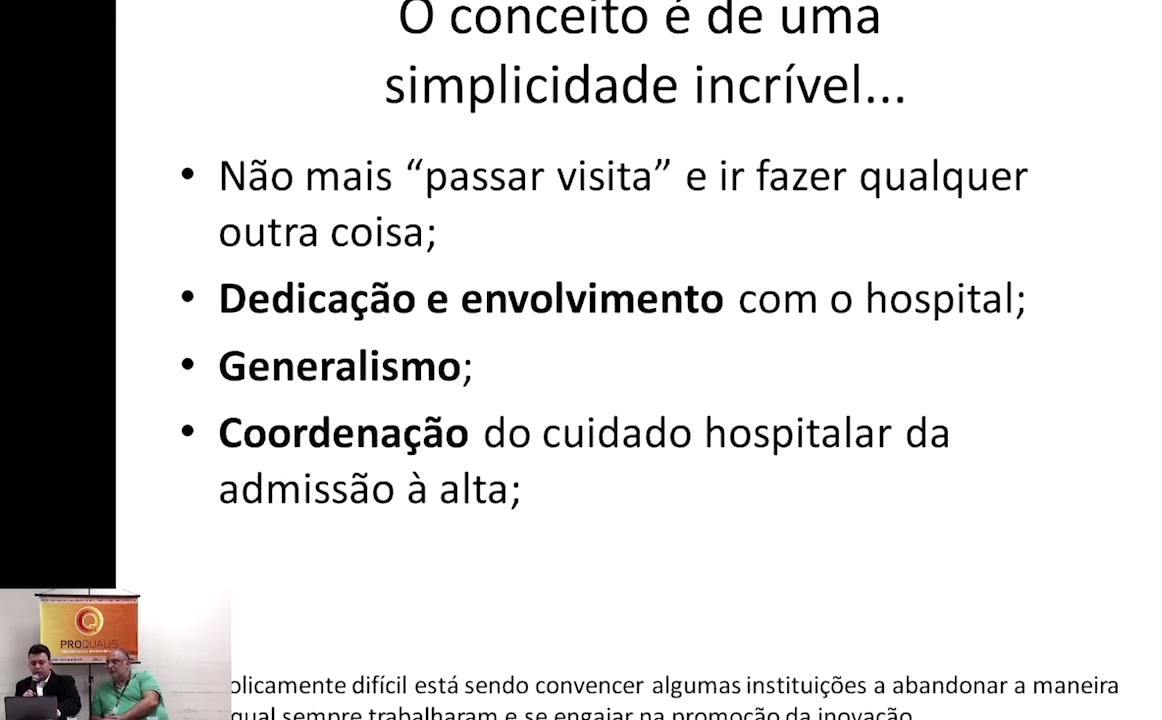 O conceito é de uma
simplicidade incrível...
• Não mais “passar visita” e ir fazer qualquer
outra coisa;
• Dedicação e envolvimento com o hospital;
• Generalismo;
• Coordenação do cuidado hospitalar da
admissão à alta;
PROQUALIS
olicamente difícil está sendo convencer algumas instituições a abandonar a maneira
qual sempre trabalharam e se engajar na promoção da inovação